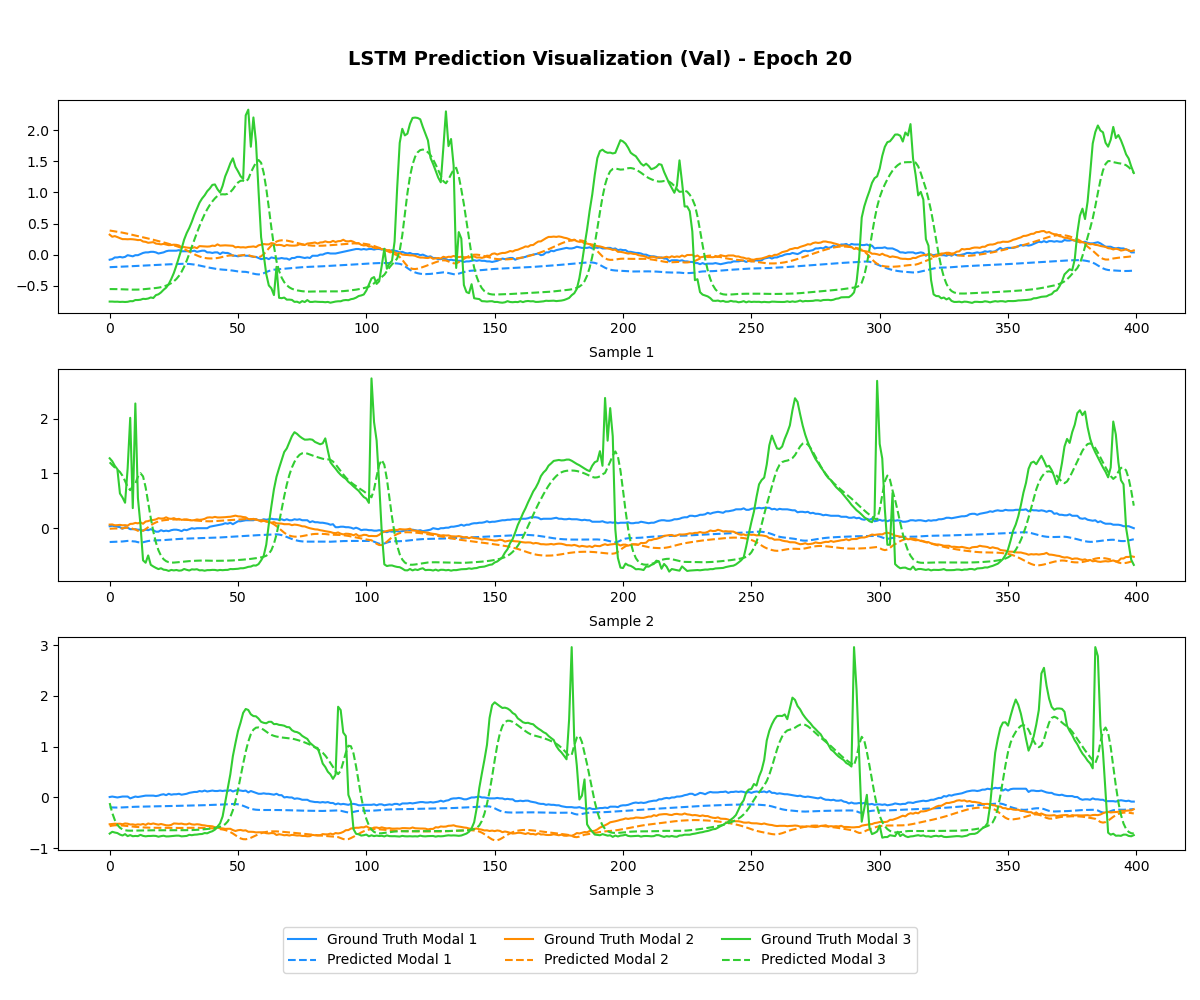 LSTM Prediction Visualization (Val) - Epoch 20
2.0
1.5
1.0
0.5
0.0
−0.5
0 50 100 150 200 250 300 350 400
Sample 1
2
1
0
0 50 100 150 200 250 300 350 400
Sample 2
3
2
1
0
−1
0 50 100 150 200 250 300 350 400
Sample 3
Ground Truth Modal 1 Ground Truth Modal 2 Ground Truth Modal 3
Predicted Modal 1 Predicted Modal 2 Predicted Modal 3